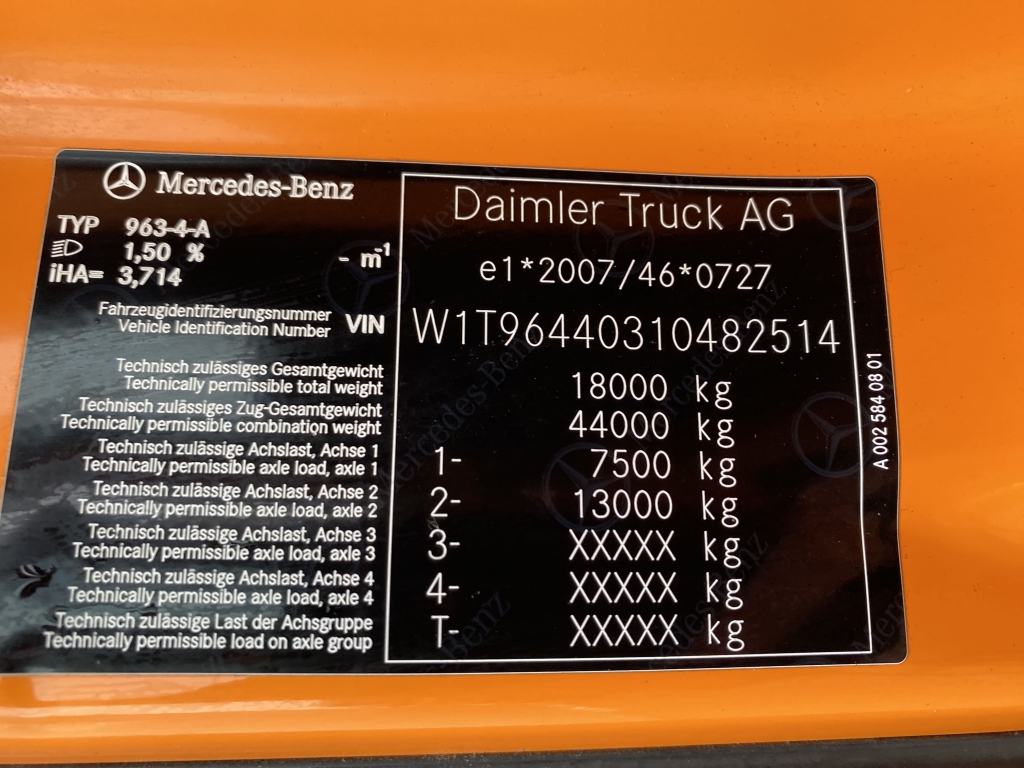 Mercedes-Benz
TYP 963-4-A
1,50 % - m-1
iHA= 3,714
Daimler Truck AG
e1*2007/46*0727
Fahrzeugidentifizierungsnummer
Vehicle Identification Number VIN W1T96440310482514
Technisch zulässiges Gesamtgewicht
Technically permissible total weight 18000 kg
Technisch zulässiges Zug-Gesamtgewicht
Technically permissible combination weight 44000 kg
Technisch zulässige Achslast, Achse 1
Technically permissible axle load, axle 1 1- 7500 kg
Technisch zulässige Achslast, Achse 2
Technically permissible axle load, axle 2 2- 13000 kg
Technisch zulässige Achslast, Achse 3
Technically permissible axle load, axle 3 3- XXXXX kg
Technisch zulässige Achslast, Achse 4
Technically permissible axle load, axle 4 4- XXXXX kg
Technisch zulässige Last der Achsgruppe
Technically permissible load on axle group T- XXXXX kg
A 002 584 08 01